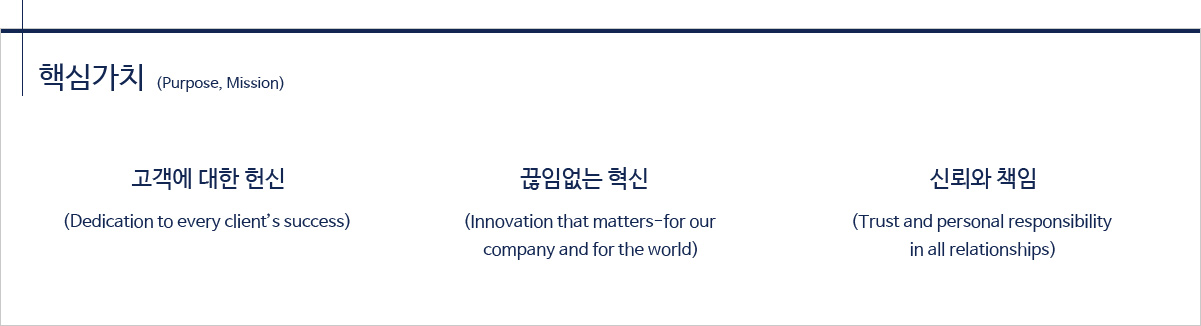 핵심가치 (Purpose, Mission)
고객에 대한 헌신
(Dedication to every client's success)
끊임없는 혁신
(Innovation that matters-for our
company and for the world)
신뢰와 책임
(Trust and personal responsibility
in all relationships)